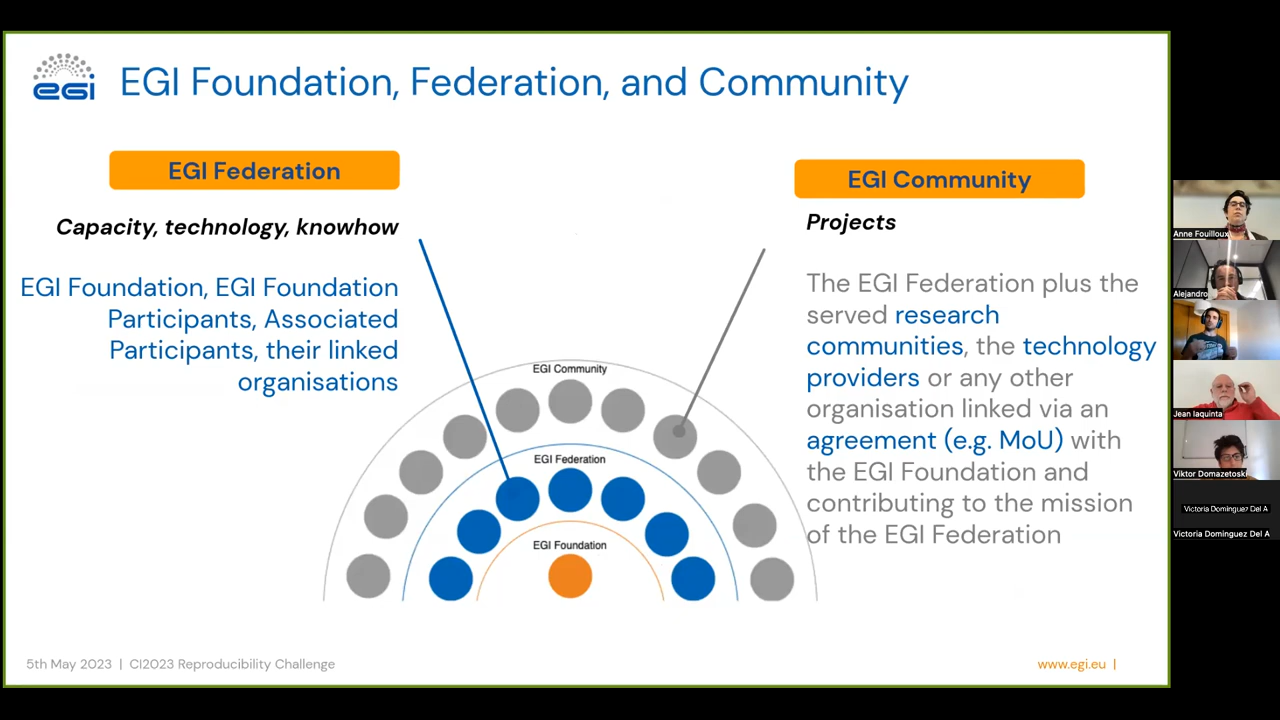 egi
EGI Foundation, Federation, and Community
EGI Federation
Capacity, technology, knowhow
EGI Foundation, EGI Foundation
Participants, Associated
Participants, their linked
organisations
EGI Community
Projects
The EGI Federation plus the
served research
communities, the technology
providers or any other
organisation linked via an
agreement (e.g. MoU) with
the EGI Foundation and
contributing to the mission
of the EGI Federation
EGI Community
EGI Federation
EGI Foundation
5th May 2023 | CI2023 Reproducibility Challenge
www.egi.eu |
Anne Fouilloux
Alejandro
Jean Iaquinta
Viktor Domazetoski
Victoria Dominguez Del A
Victoria Dominguez Del A